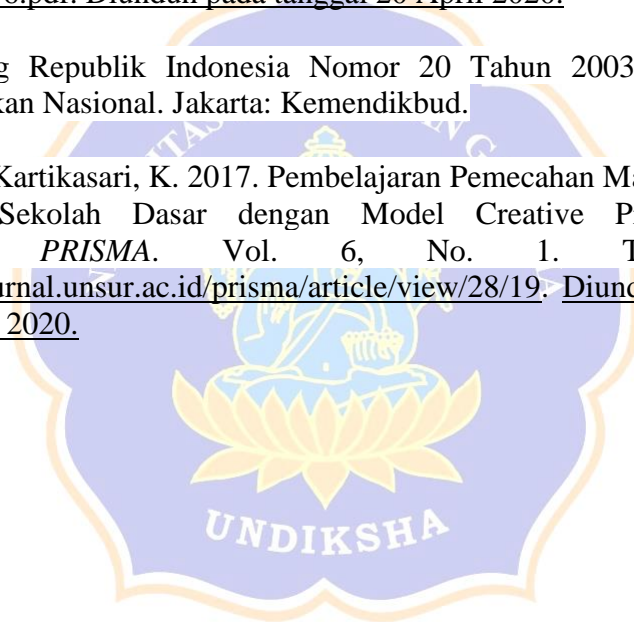 6.pdf. Diunduh pada tanggal 20 April 2020.
g Republik Indonesia Nomor 20 Tahun 2003
kan Nasional. Jakarta: Kemendikbud.
Kartikasari, K. 2017. Pembelajaran Pemecahan Ma
Sekolah Dasar dengan Model Creative P
PRISMA. Vol. 6, No. 1. T
urnal.unsur.ac.id/prisma/article/view/28/19. Diund
2020.
UNDIKSHA